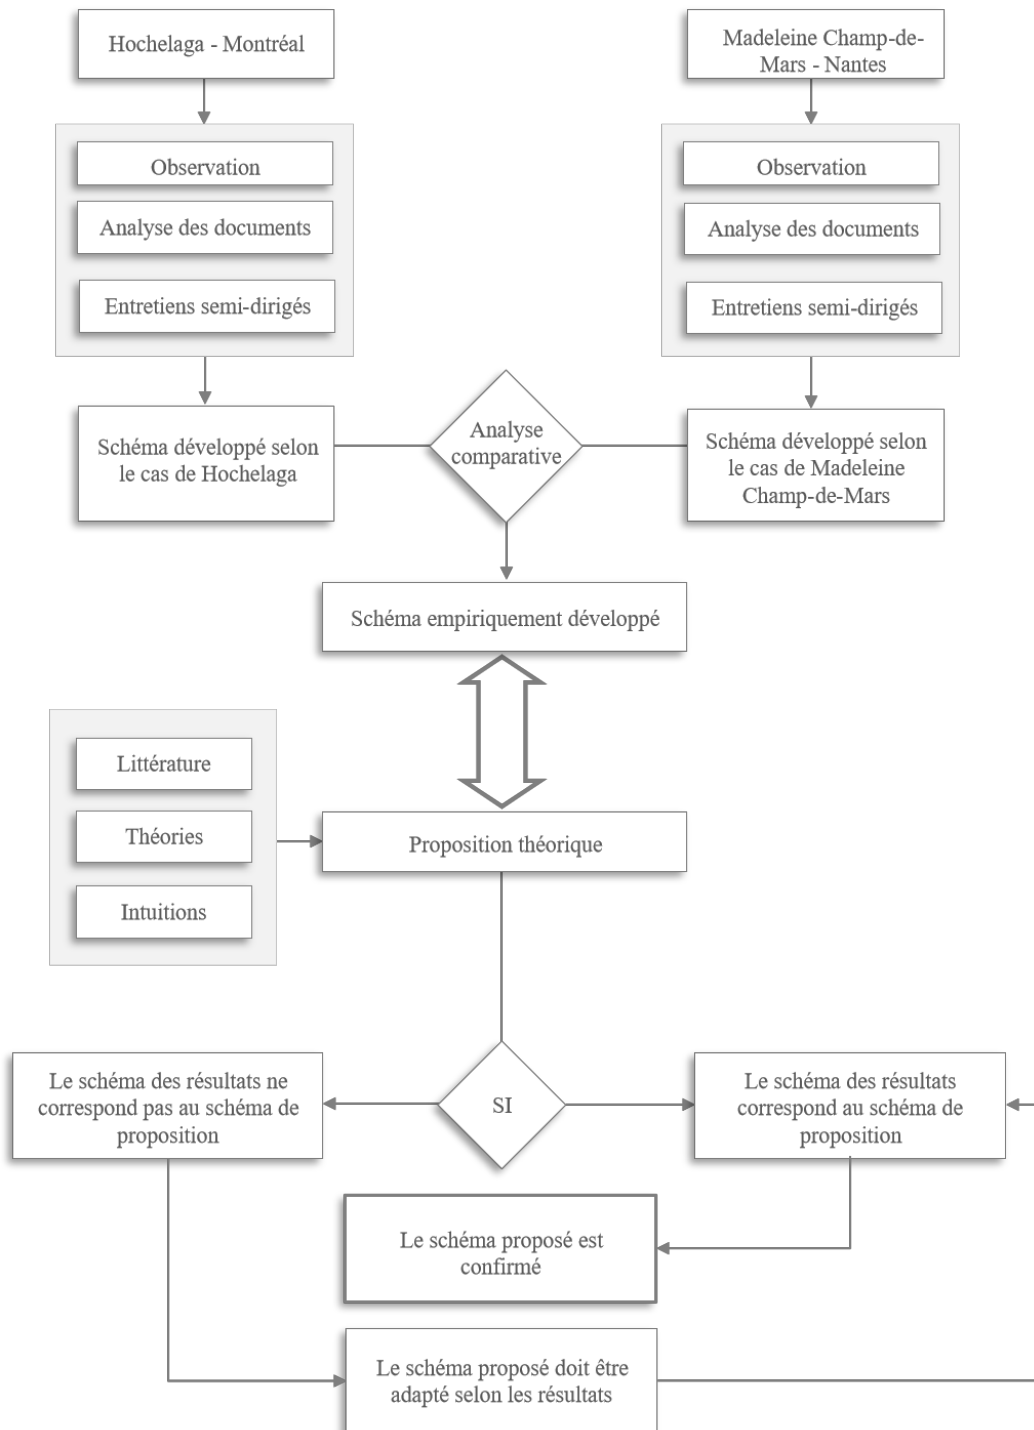 Hochelaga - Montréal
Madeleine Champ-de-
Mars - Nantes
Observation
Analyse des documents
Entretiens semi-dirigés
Observation
Analyse des documents
Entretiens semi-dirigés
Schéma développé selon
le cas de Hochelaga
Analyse
comparative
Schéma développé selon
le cas de Madeleine
Champ-de-Mars
Schéma empiriquement développé
Littérature
Théories
Intuitions
Proposition théorique
Le schéma des résultats ne
correspond pas au schéma de
proposition
SI
Le schéma des résultats
correspond au schéma de
proposition
Le schéma proposé est
confirmé
Le schéma proposé doit être
adapté selon les résultats